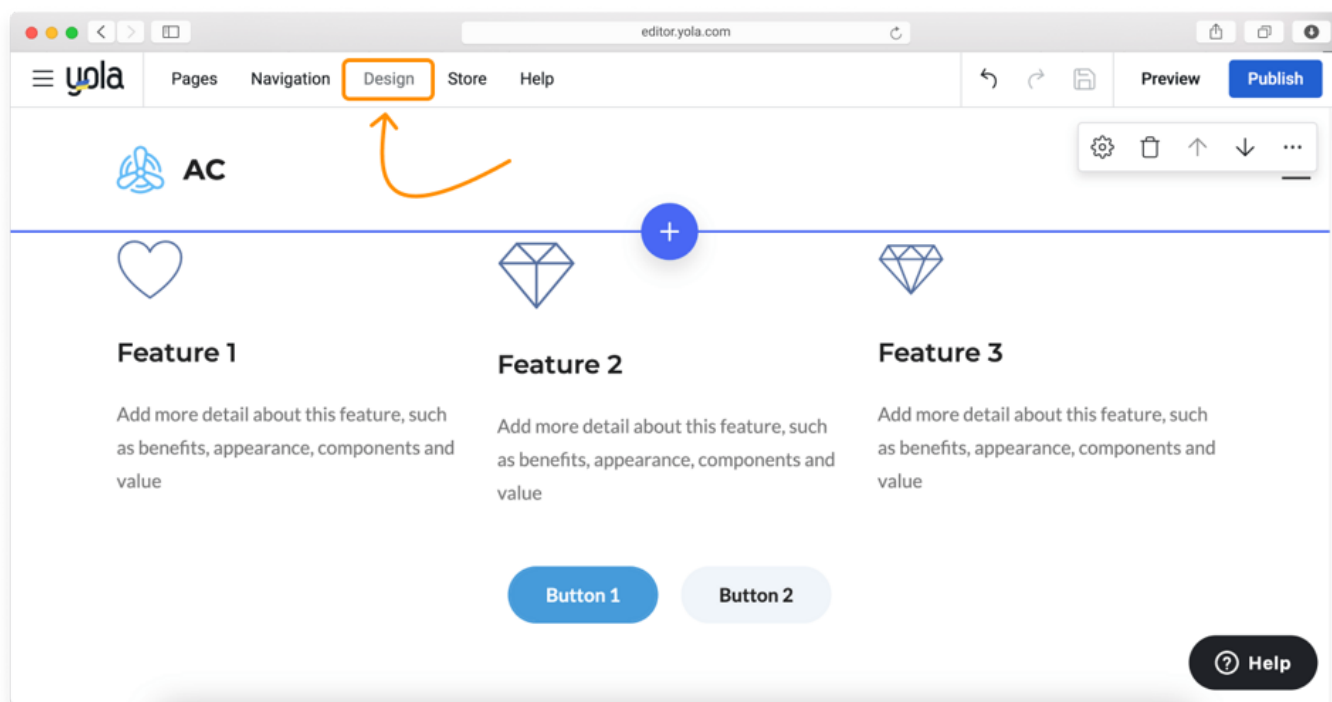 editor.yola.com
yola Pages Navigation Design Store Help Preview Publish
AC
Feature 1
Add more detail about this feature, such
as benefits, appearance, components and
value
Feature 2
Add more detail about this feature, such
as benefits, appearance, components and
value
Feature 3
Add more detail about this feature, such
as benefits, appearance, components and
value
Button 1 Button 2
? Help